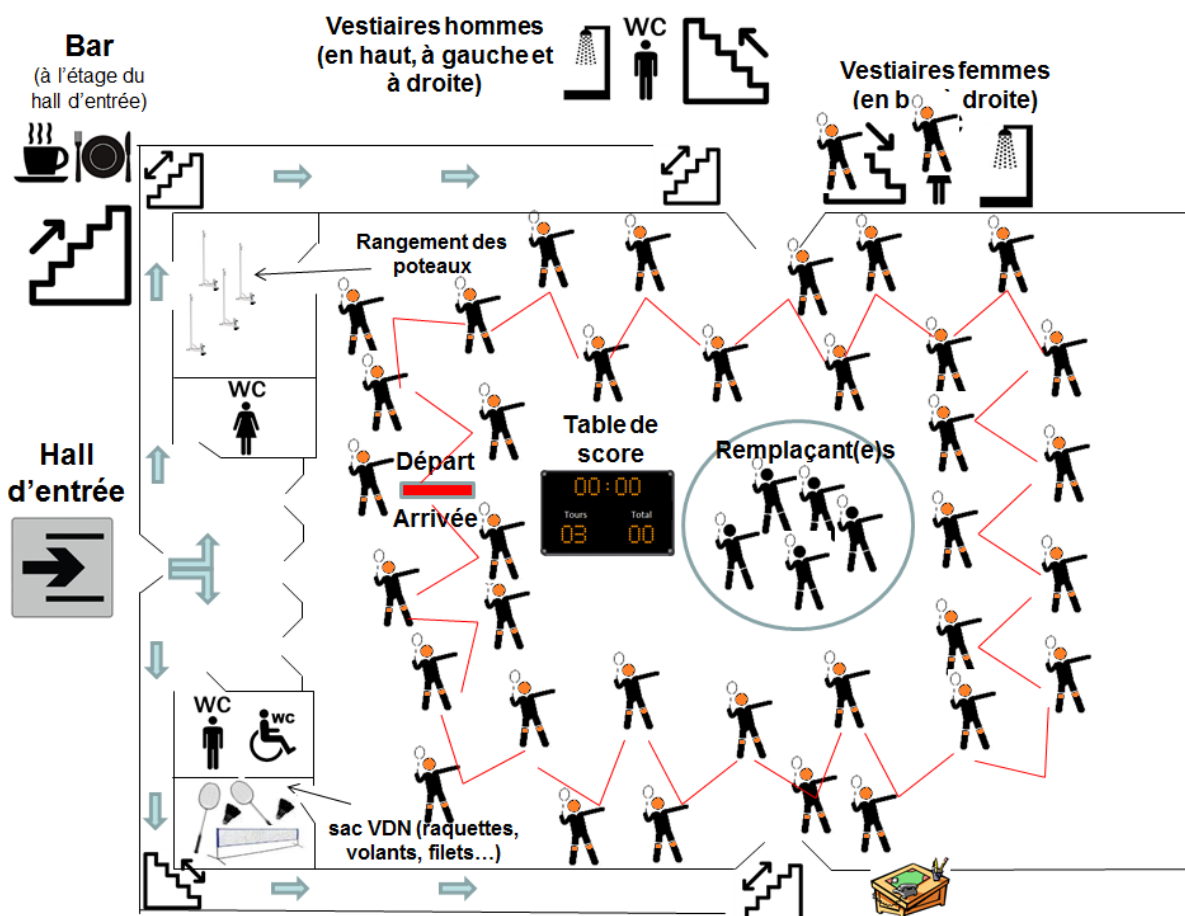 Bar
(à l’étage du
hall d’entrée)
Vestiaires hommes
(en haut, à gauche et
à droite)
WC
Vestiaires femmes
(en droite)
Rangement des
poteaux
WC
Hall
d’entrée
Départ
Arrivée
Table de
score
00:00
Tours Total
03 00
Remplaçant(e)s
WC
WC
sac VDN (raquettes,
volants, filets…)